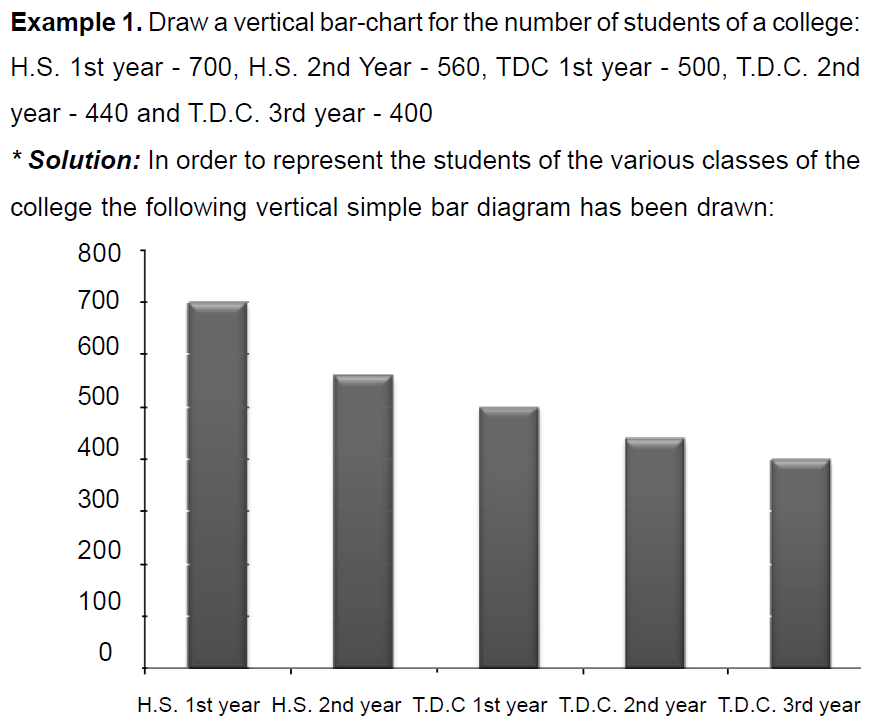 Example 1. Draw a vertical bar-chart for the number of students of a college:
H.S. 1st year - 700, H.S. 2nd Year - 560, TDC 1st year - 500, T.D.C. 2nd
year - 440 and T.D.C. 3rd year - 400
* Solution: In order to represent the students of the various classes of the
college the following vertical simple bar diagram has been drawn:
800
700
600
500
400
300
200
100
0
H.S. 1st year H.S. 2nd year T.D.C 1st year T.D.C. 2nd year T.D.C. 3rd year